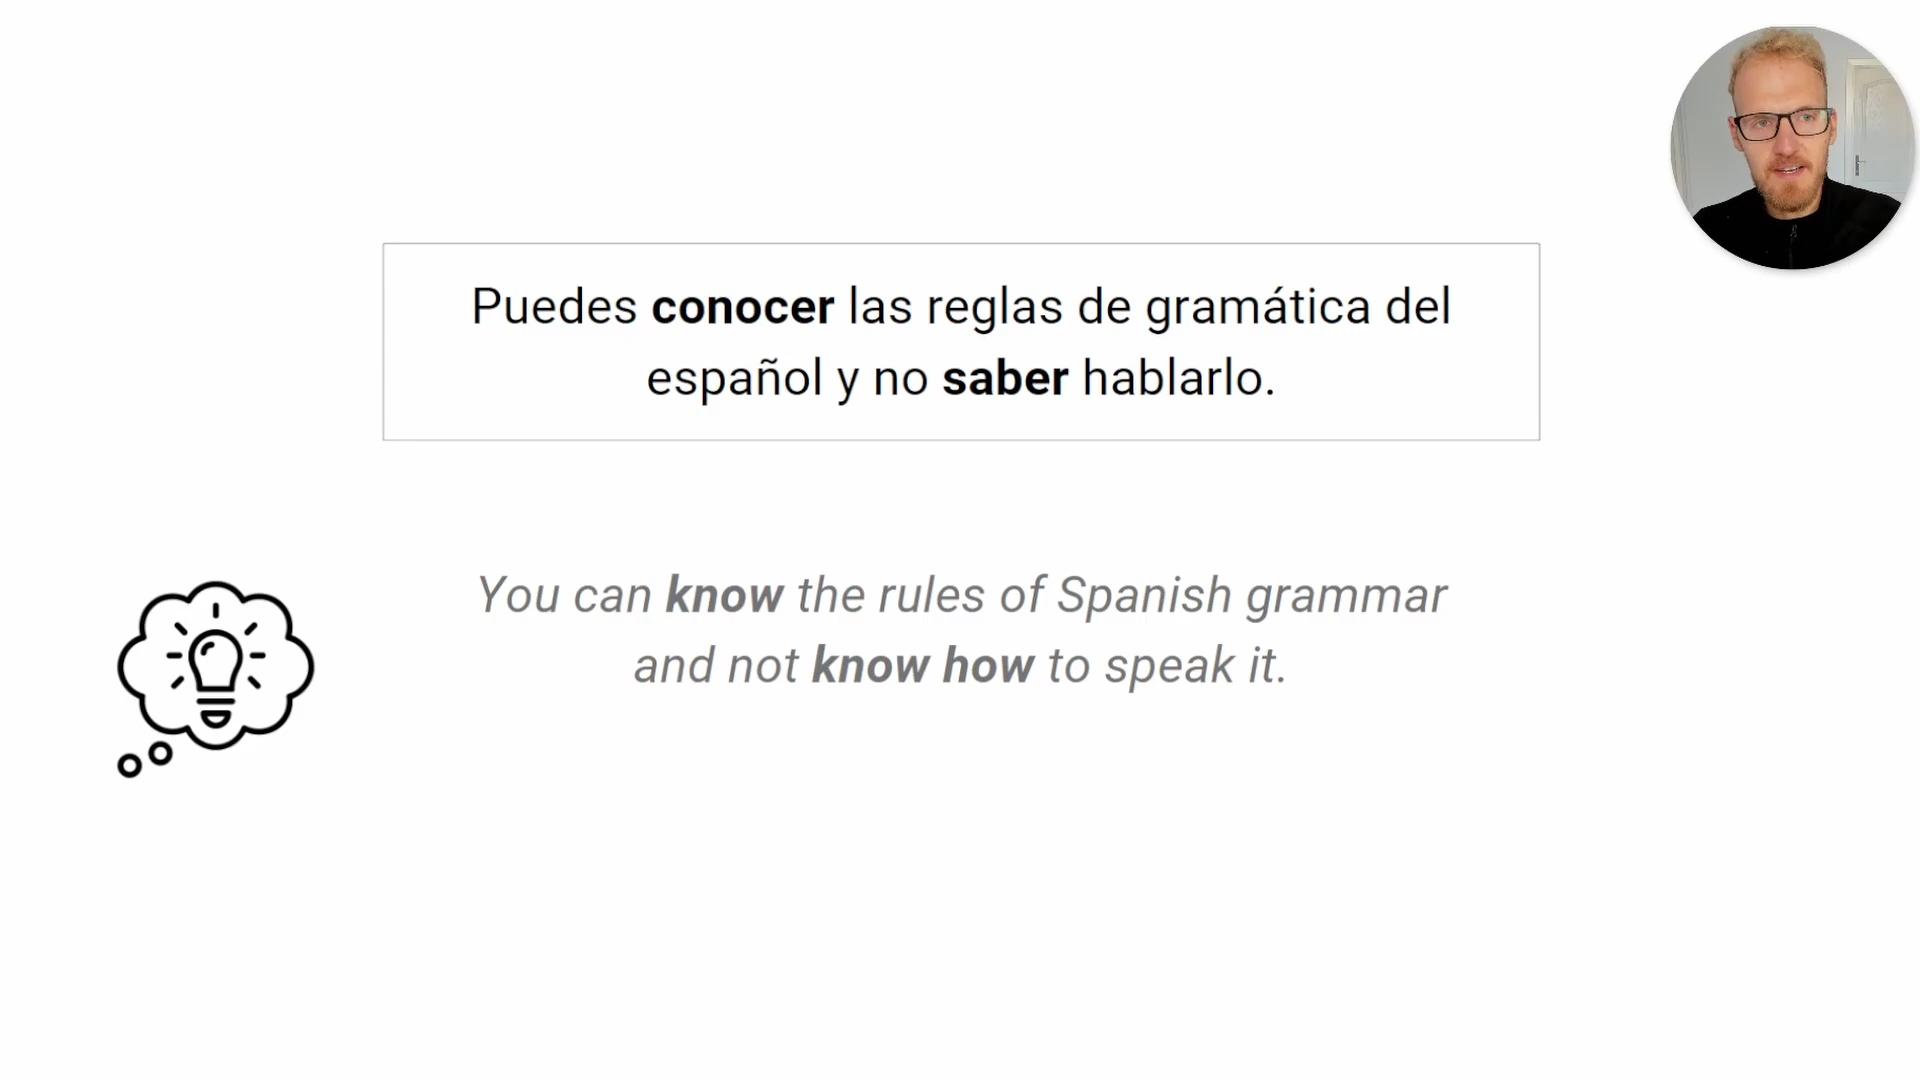 Puedes conocer las reglas de gramática del
español y no saber hablarlo.
You can know the rules of Spanish grammar
and not know how to speak it.